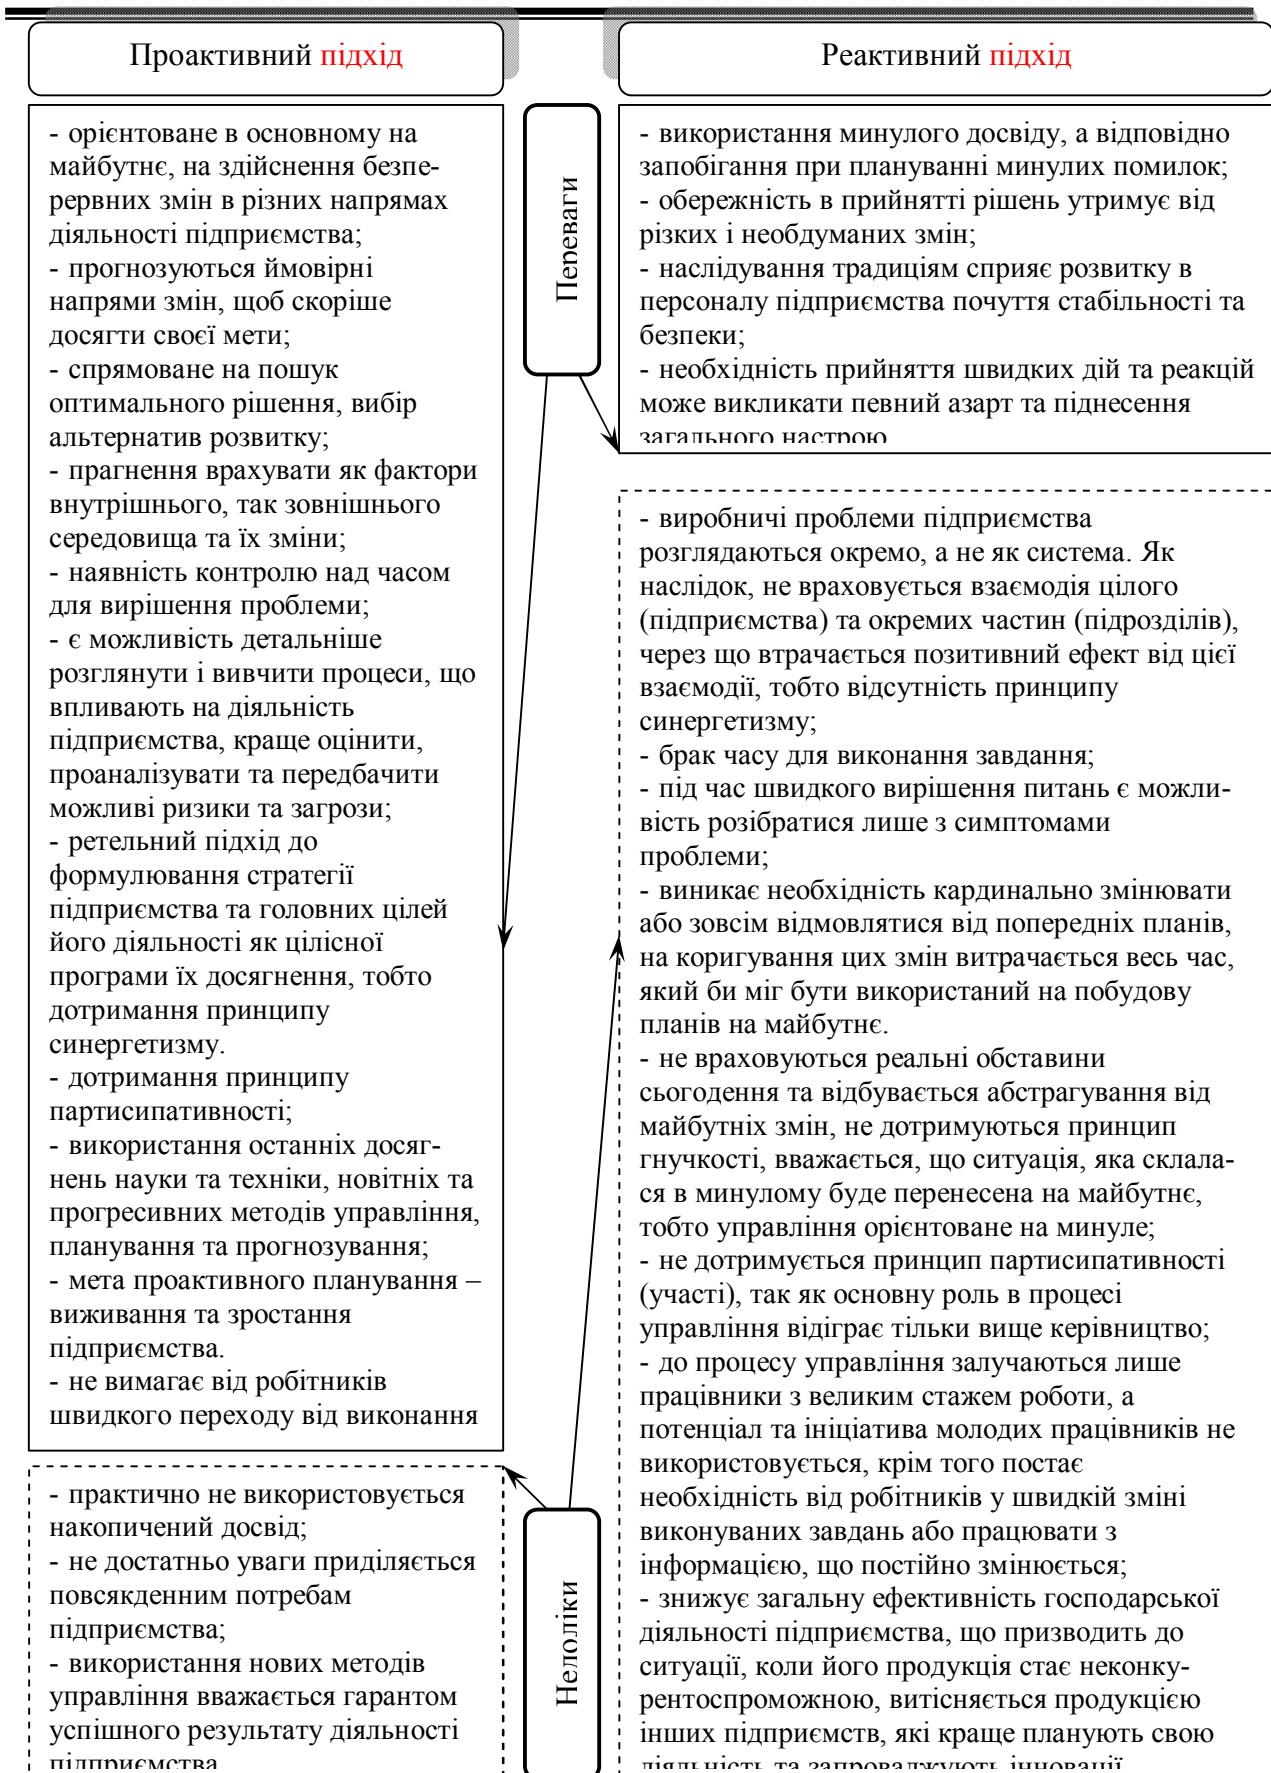 Проактивний підхід
Реактивний підхід
- орієнтоване в основному на
майбутнє, на здійснення безпе-
рервних змін в різних напрямах
діяльності підприємства;
- прогнозуються ймовірні
напрями змін, щоб скоріше
досягти своєї мети;
- спрямоване на пошук
оптимального рішення, вибір
альтернатив розвитку;
- прагнення врахувати як фактори
внутрішнього, так зовнішнього
середовища та їх зміни;
- наявність контролю над часом
для вирішення проблеми;
- є можливість детальніше
розглянути і вивчити процеси, що
впливають на діяльність
підприємства, краще оцінити,
проаналізувати та передбачити
можливі ризики та загрози;
- ретельний підхід до
формулювання стратегії
підприємства та головних цілей
його діяльності як цілісної
програми їх досягнення, тобто
дотримання принципу
синергетизму.
- дотримання принципу
партисипативності;
- використання останніх досяг-
нень науки та техніки, новітніх та
прогресивних методів управління,
планування та прогнозування;
- мета проактивного планування –
виживання та зростання
підприємства.
- не вимагає від робітників
швидкого переходу від виконання
Переваги
- використання минулого досвіду, а відповідно
запобігання при плануванні минулих помилок;
- обережність в прийнятті рішень утримує від
різких і необдуманих змін;
- наслідування традиціям сприяє розвитку в
персоналу підприємства почуття стабільності та
безпеки;
- необхідність прийняття швидких дій та реакцій
може викликати певний азарт та піднесення
загального настрою
- виробничі проблеми підприємства
розглядаються окремо, а не як система. Як
наслідок, не враховується взаємодія цілого
(підприємства) та окремих частин (підрозділів),
через що втрачається позитивний ефект від цієї
взаємодії, тобто відсутність принципу
синергетизму;
- брак часу для виконання завдання;
- під час швидкого вирішення питань є можли-
вість розібратися лише з симптомами
проблеми;
- виникає необхідність кардинально змінювати
або зовсім відмовлятися від попередніх планів,
на коригування цих змін витрачається весь час,
який би міг бути використаний на побудову
планів на майбутнє.
- не враховуються реальні обставини
сьогодення та відбувається абстрагування від
майбутніх змін, не дотримуються принцип
гнучкості, вважається, що ситуація, яка склала-
ся в минулому буде перенесена на майбутнє,
тобто управління орієнтоване на минуле;
- не дотримується принцип партисипативності
(участі), так як основну роль в процесі
управління відіграє тільки вище керівництво;
- до процесу управління залучаються лише
працівники з великим стажем роботи, а
потенціал та ініціатива молодих працівників не
використовується, крім того постає
необхідність від робітників у швидкій зміні
виконуваних завдань або працювати з
інформацією, що постійно змінюється;
- знижує загальну ефективність господарської
діяльності підприємства, що призводить до
ситуації, коли його продукція стає неконку-
рентоспроможною, витісняється продукцією
інших підприємств, які краще планують свою
діяльність та запроваджують інновації
- практично не використовується
накопичений досвід;
- не достатньо уваги приділяється
повсякденним потребам
підприємства;
- використання нових методів
управління вважається гарантом
успішного результату діяльності
підприємства
Недоліки